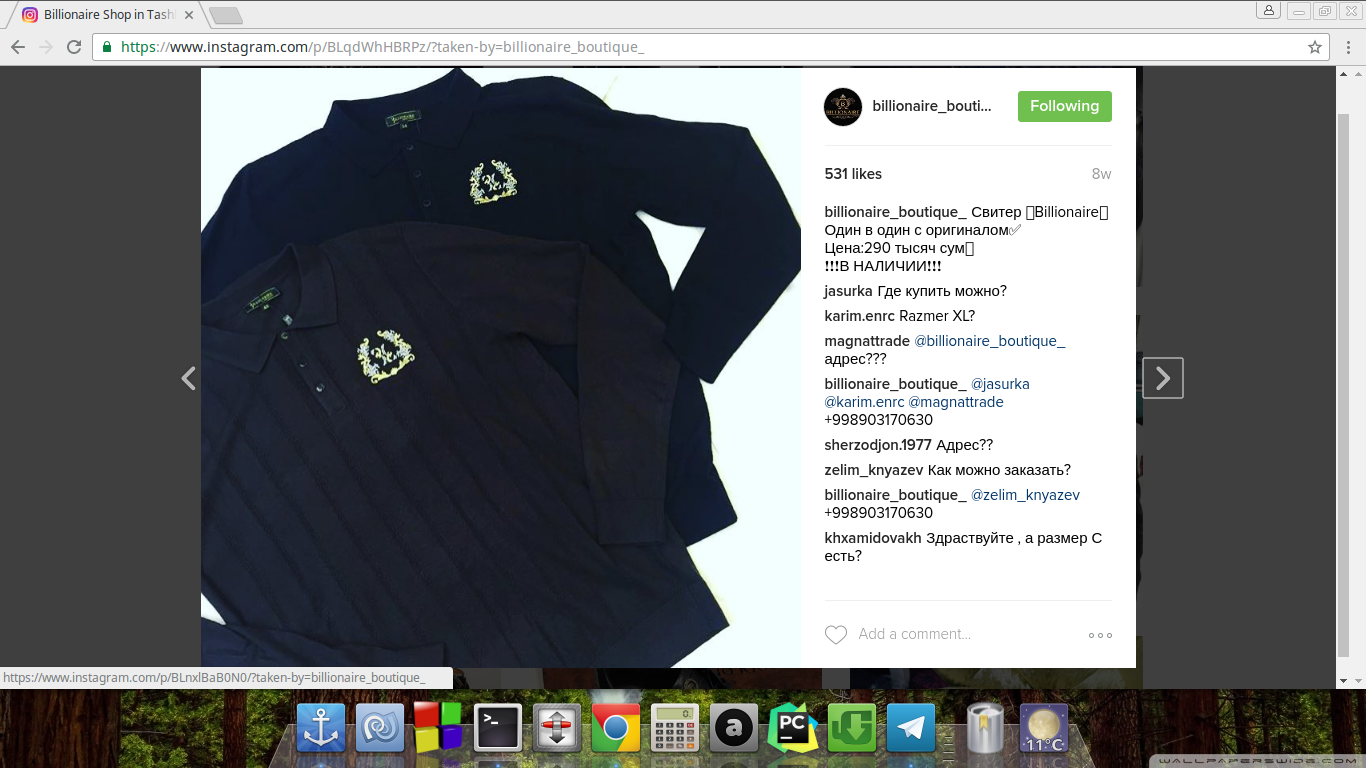 Billionaire Shop in Tash
https://www.instagram.com/p/BLqdWhHBRPz/?taken-by=billionaire_boutique_
billionaire_bouti...
Following
531 likes
8w
billionaire_boutique_ Свитер Billionaire
Один в один с оригиналом✅
Цена:290 тысяч сум
!!!В НАЛИЧИИ!!!
jasurka Где купить можно?
karim.enrc Razmer XL?
magnattrade @billionaire_boutique_
адрес???
billionaire_boutique_ @jasurka
@karim.enrc @magnattrade
+998903170630
sherzodjon.1977 Адрес??
zelim_knyazev Как можно заказать?
billionaire_boutique_ @zelim_knyazev
+998903170630
khxamidovakh Здраствуйте , а размер С
есть?
Add a comment...
https://www.instagram.com/p/BLnxlBaB0N0/?taken-by=billionaire_boutique_
0.
a
PC
-11°C
WALLPAPERSWIDE.COM